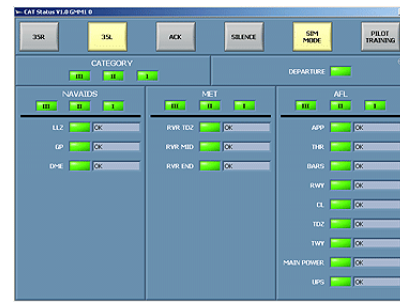 CAT Status V1.0 GMM1 0
35R 35L ACK SILENCE SIM MODE PILOT TRAINING
CATEGORY
III II I
DEPARTURE
NAVAIDS MET AFL
III II I III II I III II I
LLZ OK RVR TDZ OK APP OK
GP OK RVR MID OK THR OK
DME OK RVR END OK BARS OK
RWY OK
CL OK
TDZ OK
TWY OK
MAIN POWER OK
UPS OK